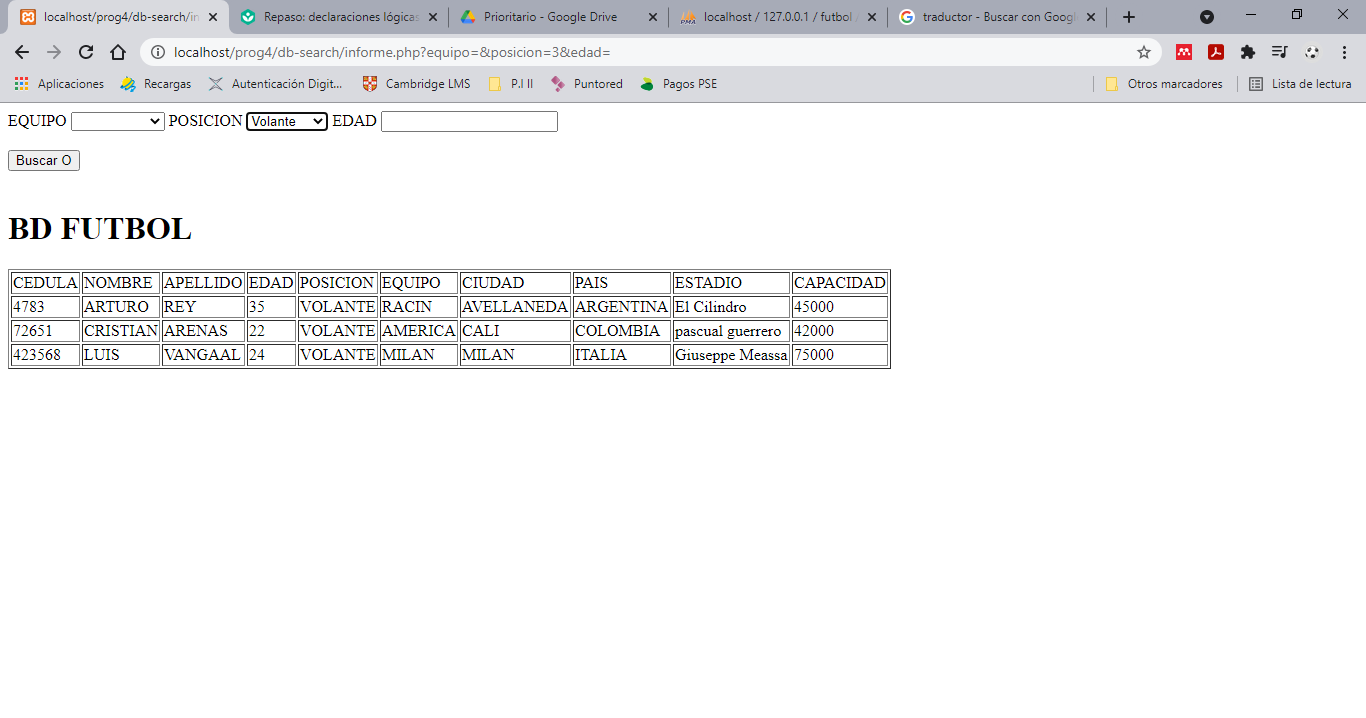 localhost/prog4/db-search/in Repaso: declaraciones lógicas Prioritario - Google Drive localhost / 127.0.0.1 / futbol traductor - Buscar con Googl
localhost/prog4/db-search/informe.php?equipo=&posicion=3&edad=
Aplicaciones Recargas Autenticación Digit... Cambridge LMS P.I II Puntored Pagos PSE Otros marcadores Lista de lectura
EQUIPO POSICION Volante EDAD
Buscar O
BD FUTBOL
CEDULA NOMBRE APELLIDO EDAD POSICION EQUIPO CIUDAD PAIS ESTADIO CAPACIDAD
4783 ARTURO REY 35 VOLANTE RACIN AVELLANEDA ARGENTINA El Cilindro 45000
72651 CRISTIAN ARENAS 22 VOLANTE AMERICA CALI COLOMBIA pascual guerrero 42000
423568 LUIS VANGAAL 24 VOLANTE MILAN MILAN ITALIA Giuseppe Meassa 75000